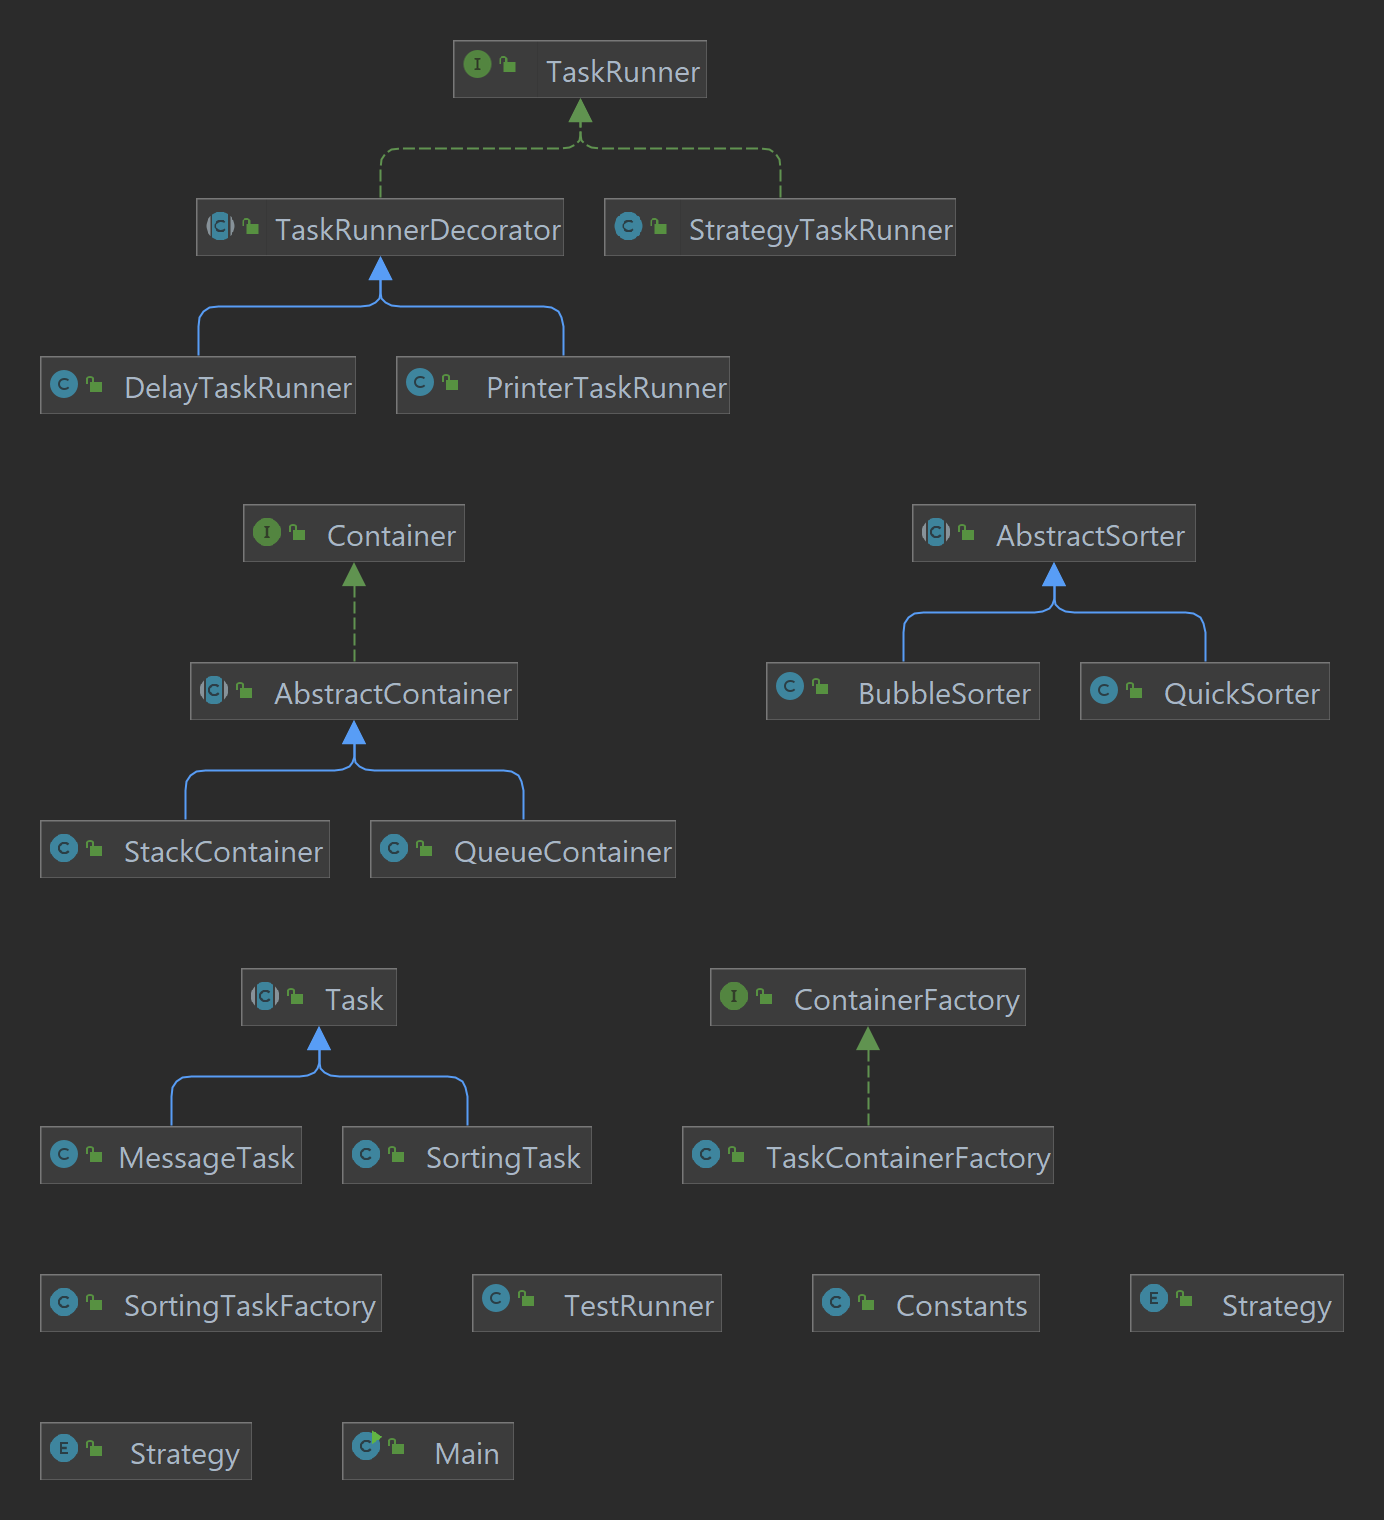 I TaskRunner
C TaskRunnerDecorator
C StrategyTaskRunner
C DelayTaskRunner
C PrinterTaskRunner
I Container
C AbstractSorter
C AbstractContainer
C BubbleSorter
C QuickSorter
C StackContainer
C QueueContainer
C Task
I ContainerFactory
C MessageTask
C SortingTask
C TaskContainerFactory
C SortingTaskFactory
C TestRunner
C Constants
E Strategy
E Strategy
C Main